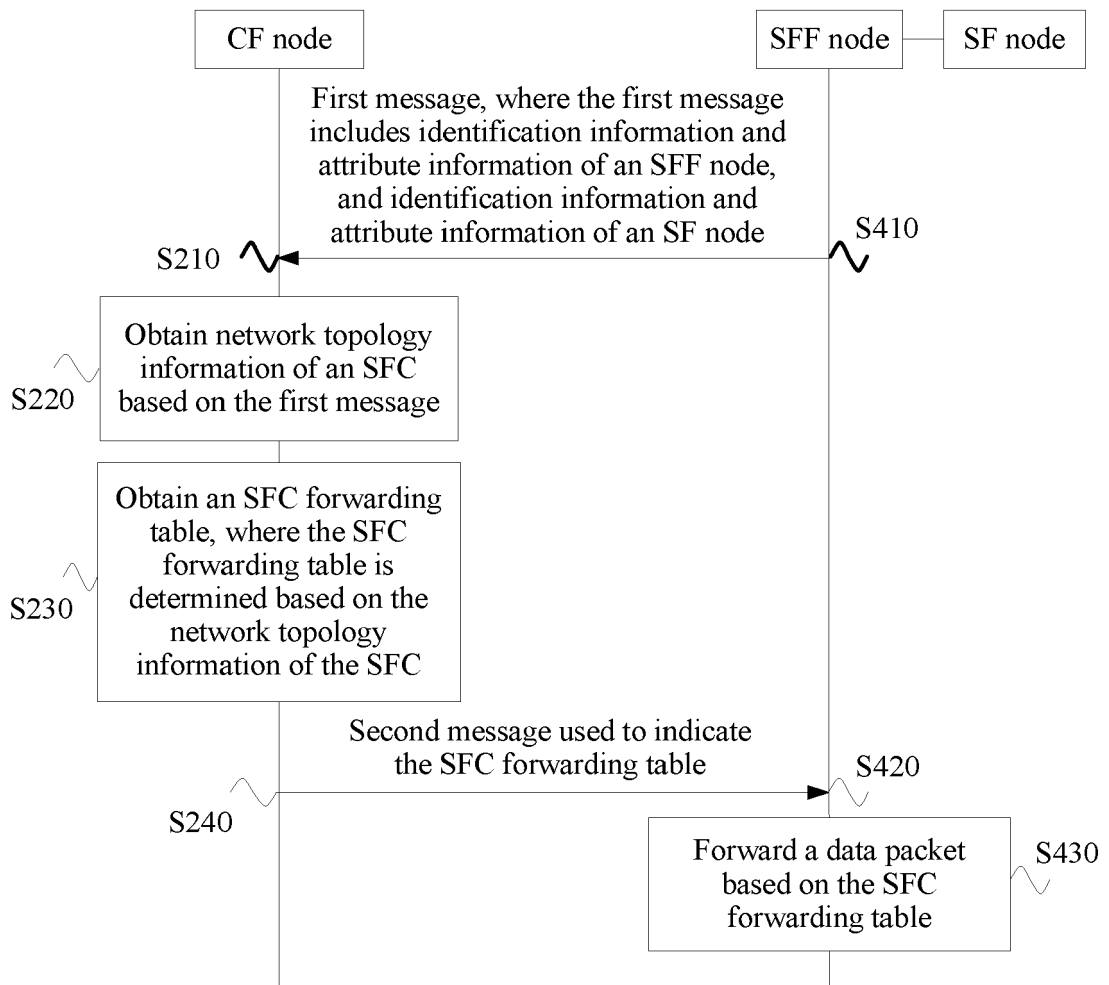 CF node
SFF node
SF node
First message, where the first message
includes identification information and
attribute information of an SFF node,
and identification information and
attribute information of an SF node
S410
S210
Obtain network topology
information of an SFC
based on the first message
S220
Obtain an SFC forwarding
table, where the SFC
forwarding table is
determined based on the
network topology
information of the SFC
S230
Second message used to indicate
the SFC forwarding table
S420
S240
Forward a data packet
based on the SFC
forwarding table
S430